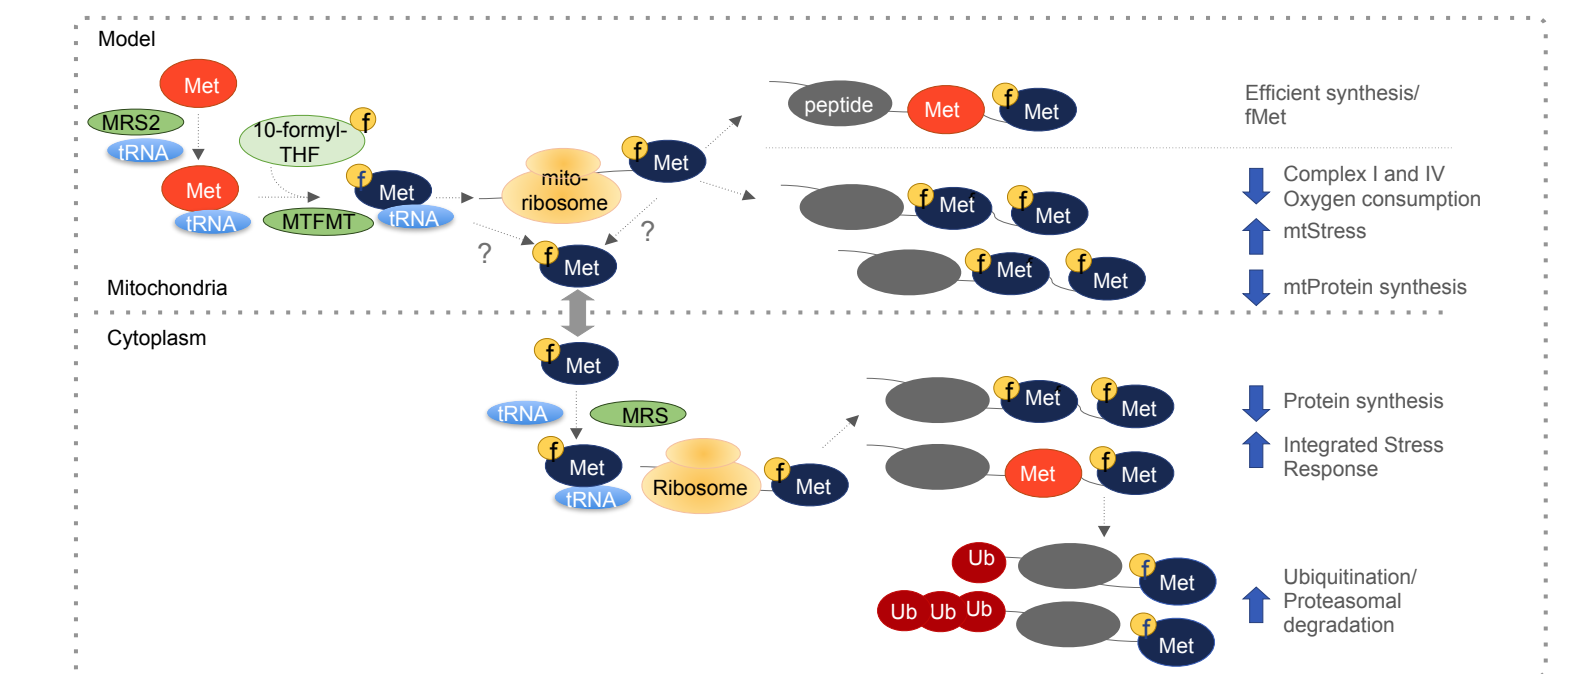 Model
Met
MRS2
tRNA
Met
tRNA
10-formyl-
THF
f
MTFMT
f
Met
tRNA
mito-
ribosome
f
Met
?
?
f
Met
peptide
Met
f
Met
Efficient synthesis/
fMet
f
Met
f
Met
f
Met
f
Met
Complex I and IV
Oxygen consumption
mtStress
mtProtein synthesis
Mitochondria
Cytoplasm
f
Met
tRNA
MRS
f
Met
tRNA
Ribosome
f
Met
f
Met
f
Met
Met
f
Met
Protein synthesis
Integrated Stress
Response
Ub
f
Met
Ub
Ub
Ub
f
Met
Ubiquitination/
Proteasomal
degradation